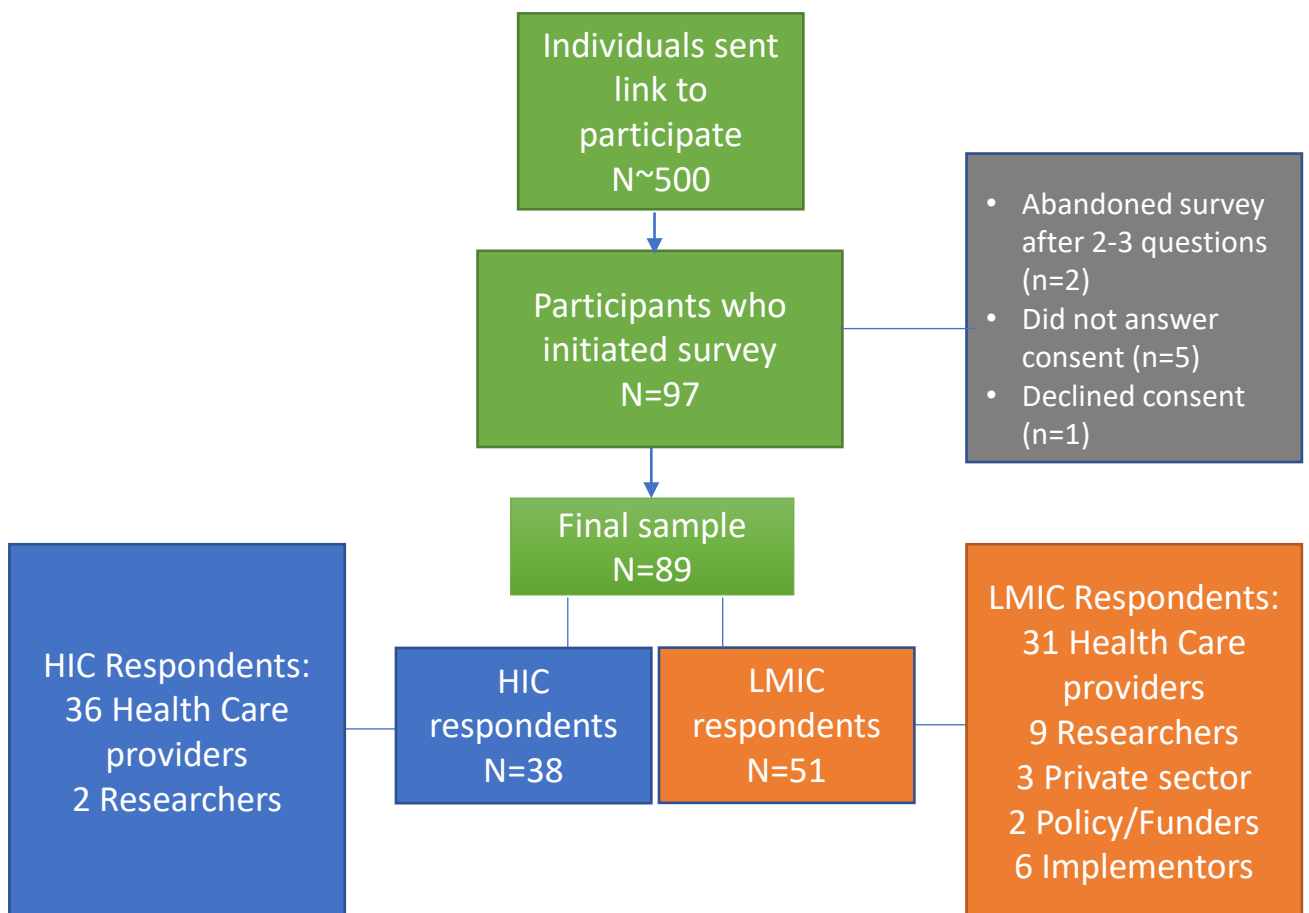 Individuals sent
link to
participate
N~500
• Abandoned survey
after 2-3 questions
(n=2)
• Did not answer
consent (n=5)
• Declined consent
(n=1)
Participants who
initiated survey
N=97
Final sample
N=89
HIC Respondents:
36 Health Care
providers
2 Researchers
HIC
respondents
N=38
LMIC
respondents
N=51
LMIC Respondents:
31 Health Care
providers
9 Researchers
3 Private sector
2 Policy/Funders
6 Implementors